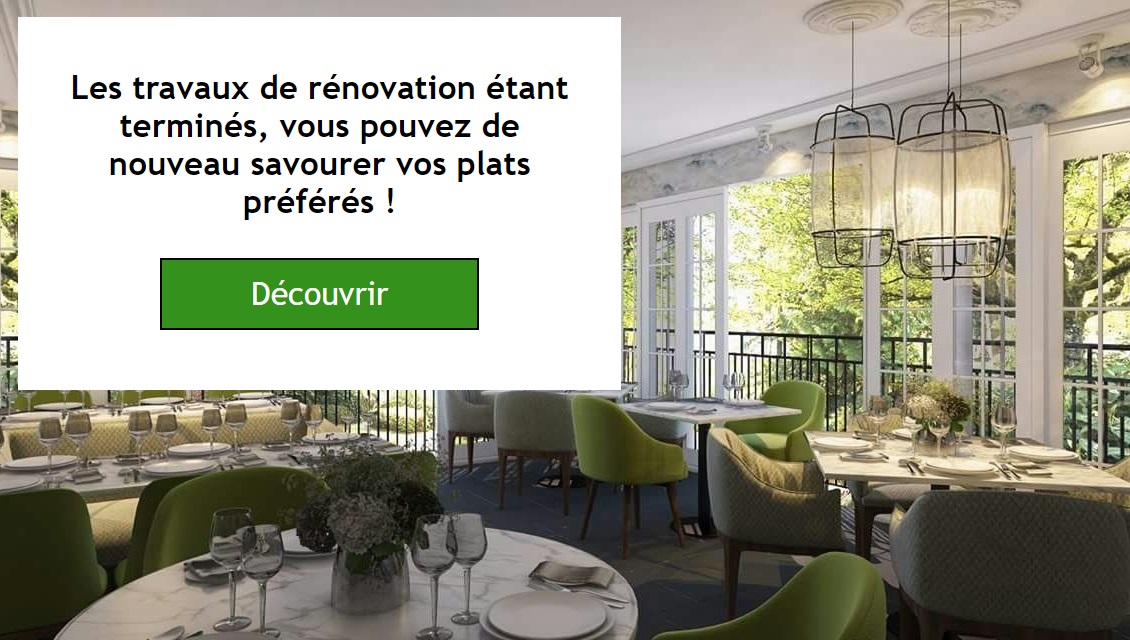 Les travaux de rénovation étant
terminés, vous pouvez de
nouveau savourer vos plats
préférés !
Découvrir